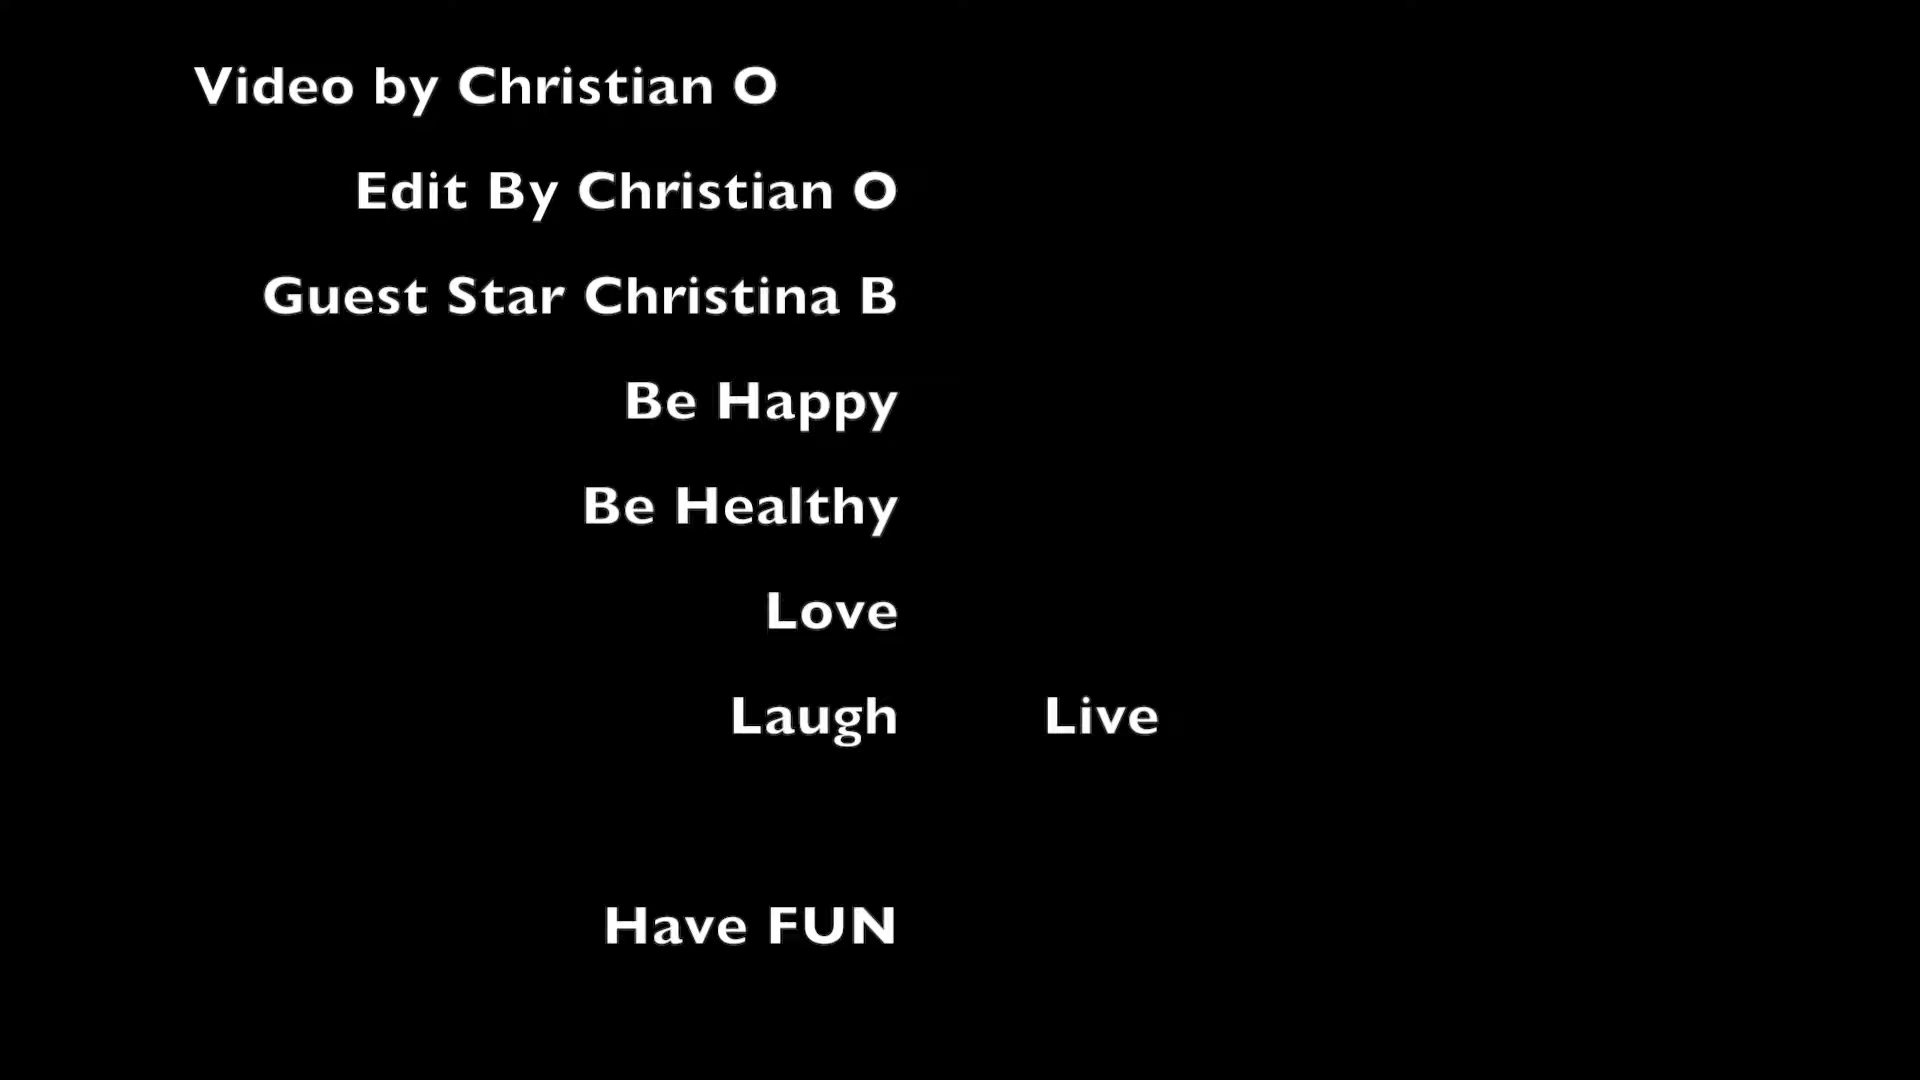 Video by Christian O
Edit By Christian O
Guest Star Christina B
Be Happy
Be Healthy
Love
Laugh Live
Have FUN